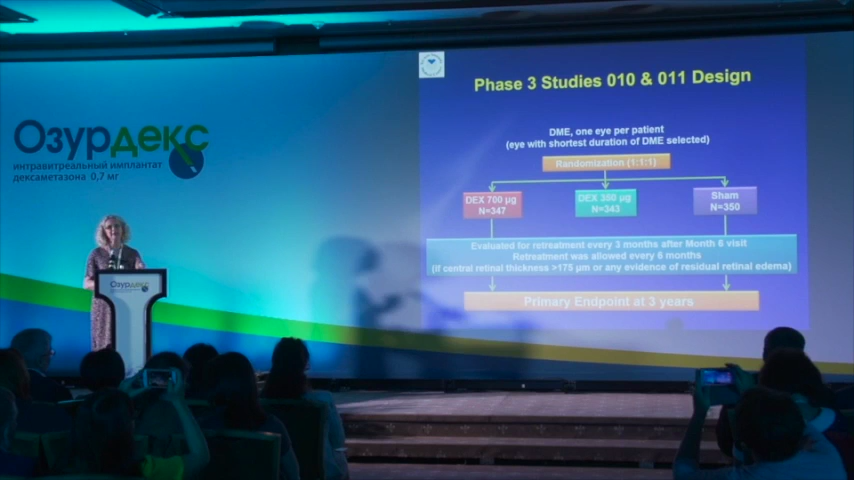 Озурдекс
интравитреальный имплантат
дексаметазона 0,7 мг
Озурдекс
Phase 3 Studies 010 & 011 Design
DME, one eye per patient
(eye with shortest duration of DME selected)
Randomization (1:1:1)
DEX 700 µg
N=347
DEX 350 µg
N=343
Sham
N=350
Evaluated for retreatment every 3 months after Month 6 visit
Retreatment was allowed every 6 months
(if central retinal thickness >175 µm or any evidence of residual retinal edema)
Primary Endpoint at 3 years